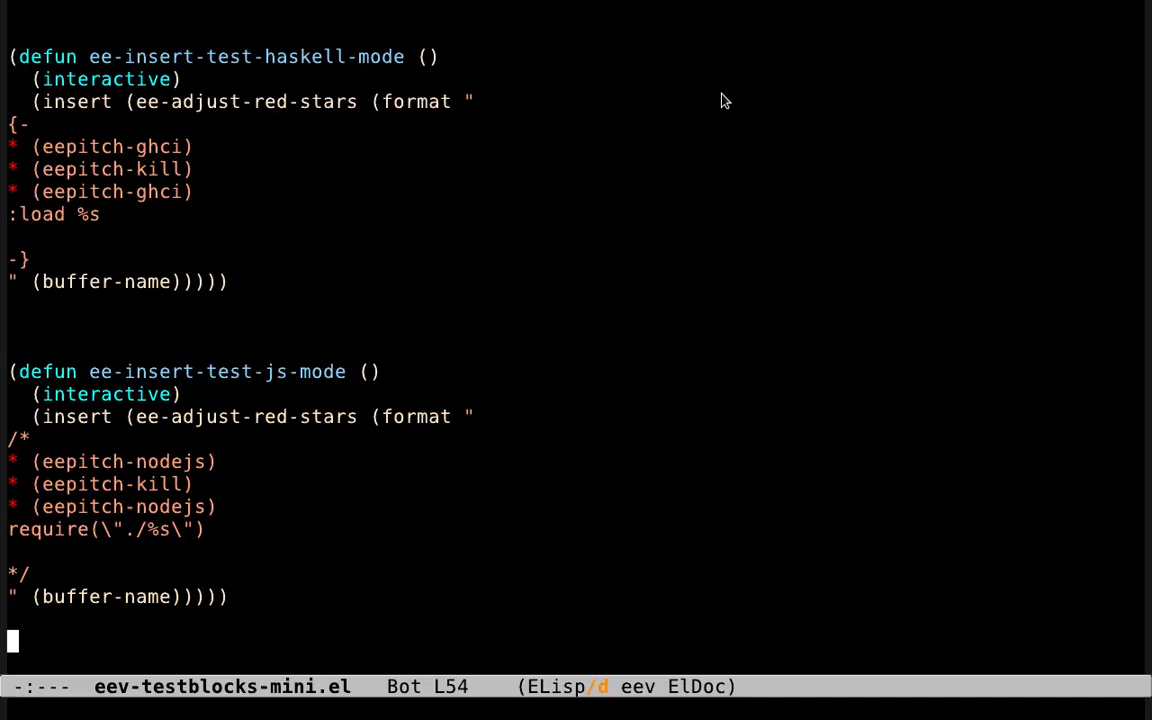 (defun ee-insert-test-haskell-mode ()
  (interactive)
  (insert (ee-adjust-red-stars (format "
{-
* (eepitch-ghci)
* (eepitch-kill)
* (eepitch-ghci)
:load %s

-}
" (buffer-name)))))

(defun ee-insert-test-js-mode ()
  (interactive)
  (insert (ee-adjust-red-stars (format "
/*
* (eepitch-nodejs)
* (eepitch-kill)
* (eepitch-nodejs)
require(\"./%s\")

*/
" (buffer-name)))))

-:---  eev-testblocks-mini.el   Bot L54    (ELisp/d eev ElDoc)